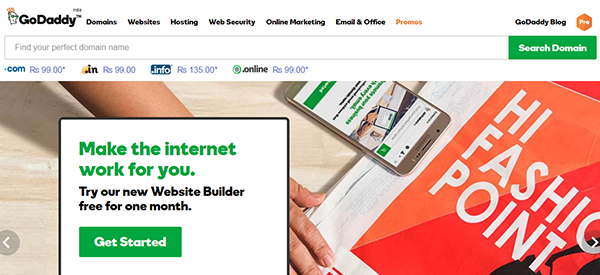 India
GoDaddy™
Domains Websites Hosting Web Security Online Marketing Email & Office Promos GoDaddy Blog Pro
Find your perfect domain name Search Domain
.com Rs 99.00* .in Rs 99.00 .info Rs 135.00* .online Rs 99.00*
Make the internet
work for you.
Try our new Website Builder
free for one month.
Get Started
HI
FASHIO
POINT